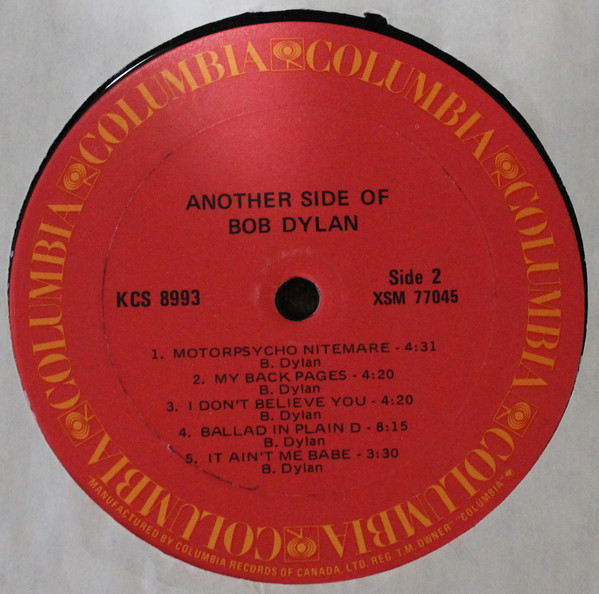 COLUMBIA COLUMBIA COLUMBIA COLUMBIA COLUMBIA COLUMBIA COLUMBIA COLUMBIA
ANOTHER SIDE OF
BOB DYLAN
KCS 8993
Side 2
XSM 77045
1. MOTORPSYCHO NITEMARE - 4:31
B. Dylan
2. MY BACK PAGES - 4:20
B. Dylan
3. I DON'T BELIEVE YOU - 4:20
B. Dylan
4. BALLAD IN PLAIN D - 8:15
B. Dylan
5. IT AIN'T ME BABE - 3:30
B. Dylan
"MANUFACTURED BY COLUMBIA RECORDS OF CANADA, LTD. REG. T.M. OWNER" "COLUMBIA"